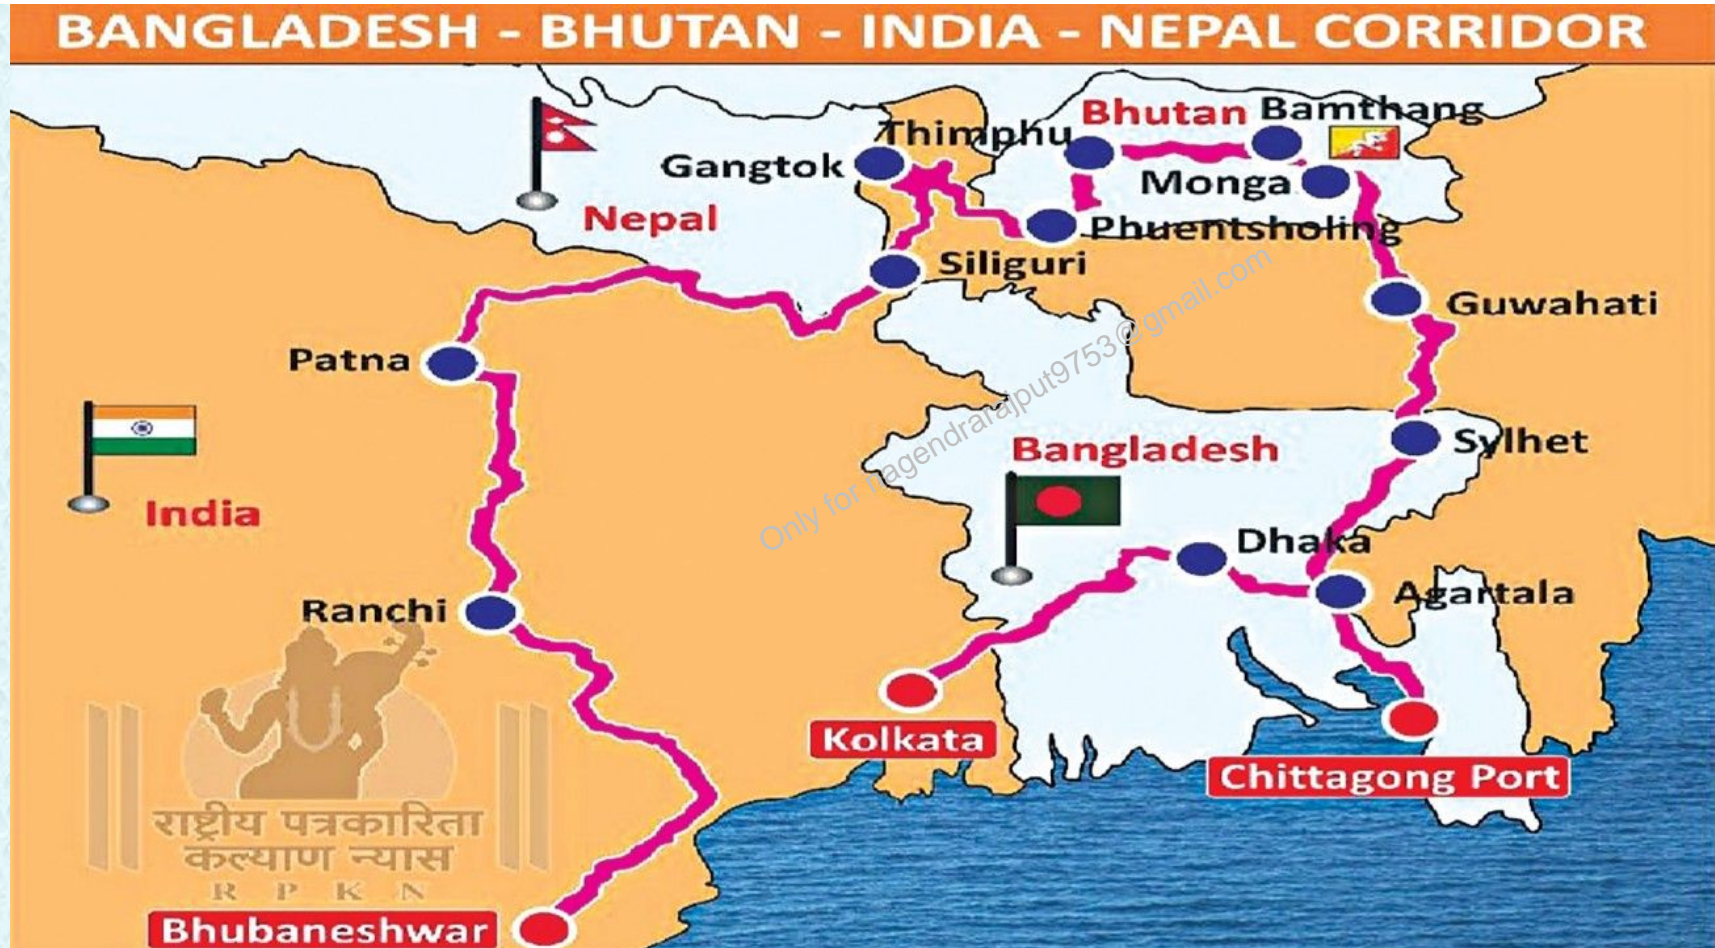 BANGLADESH - BHUTAN - INDIA - NEPAL CORRIDOR
Bhutan
Bamthang
Thimphu
Gangtok
Monga
Nepal
Phuentsholing
Siliguri
Guwahati
Patna
Only for nagendrarajput9753@gmail.com
Bangladesh
Sylhet
India
Dhaka
Agartala
Ranchi
Kolkata
Chittagong Port
राष्ट्रीय पत्रकारिता
कल्याण न्यास
R P K N
Bhubaneshwar